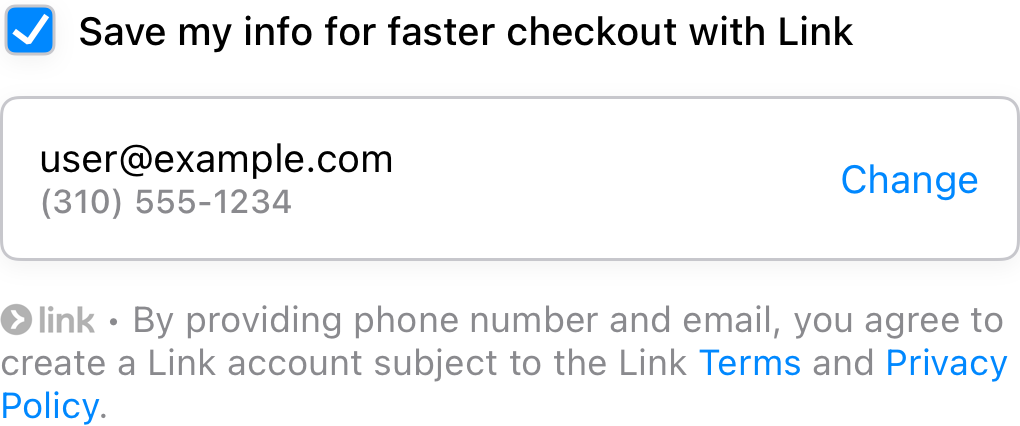 Save my info for faster checkout with Link
user@example.com
(310) 555-1234
Change
link • By providing phone number and email, you agree to
create a Link account subject to the Link Terms and Privacy
Policy.